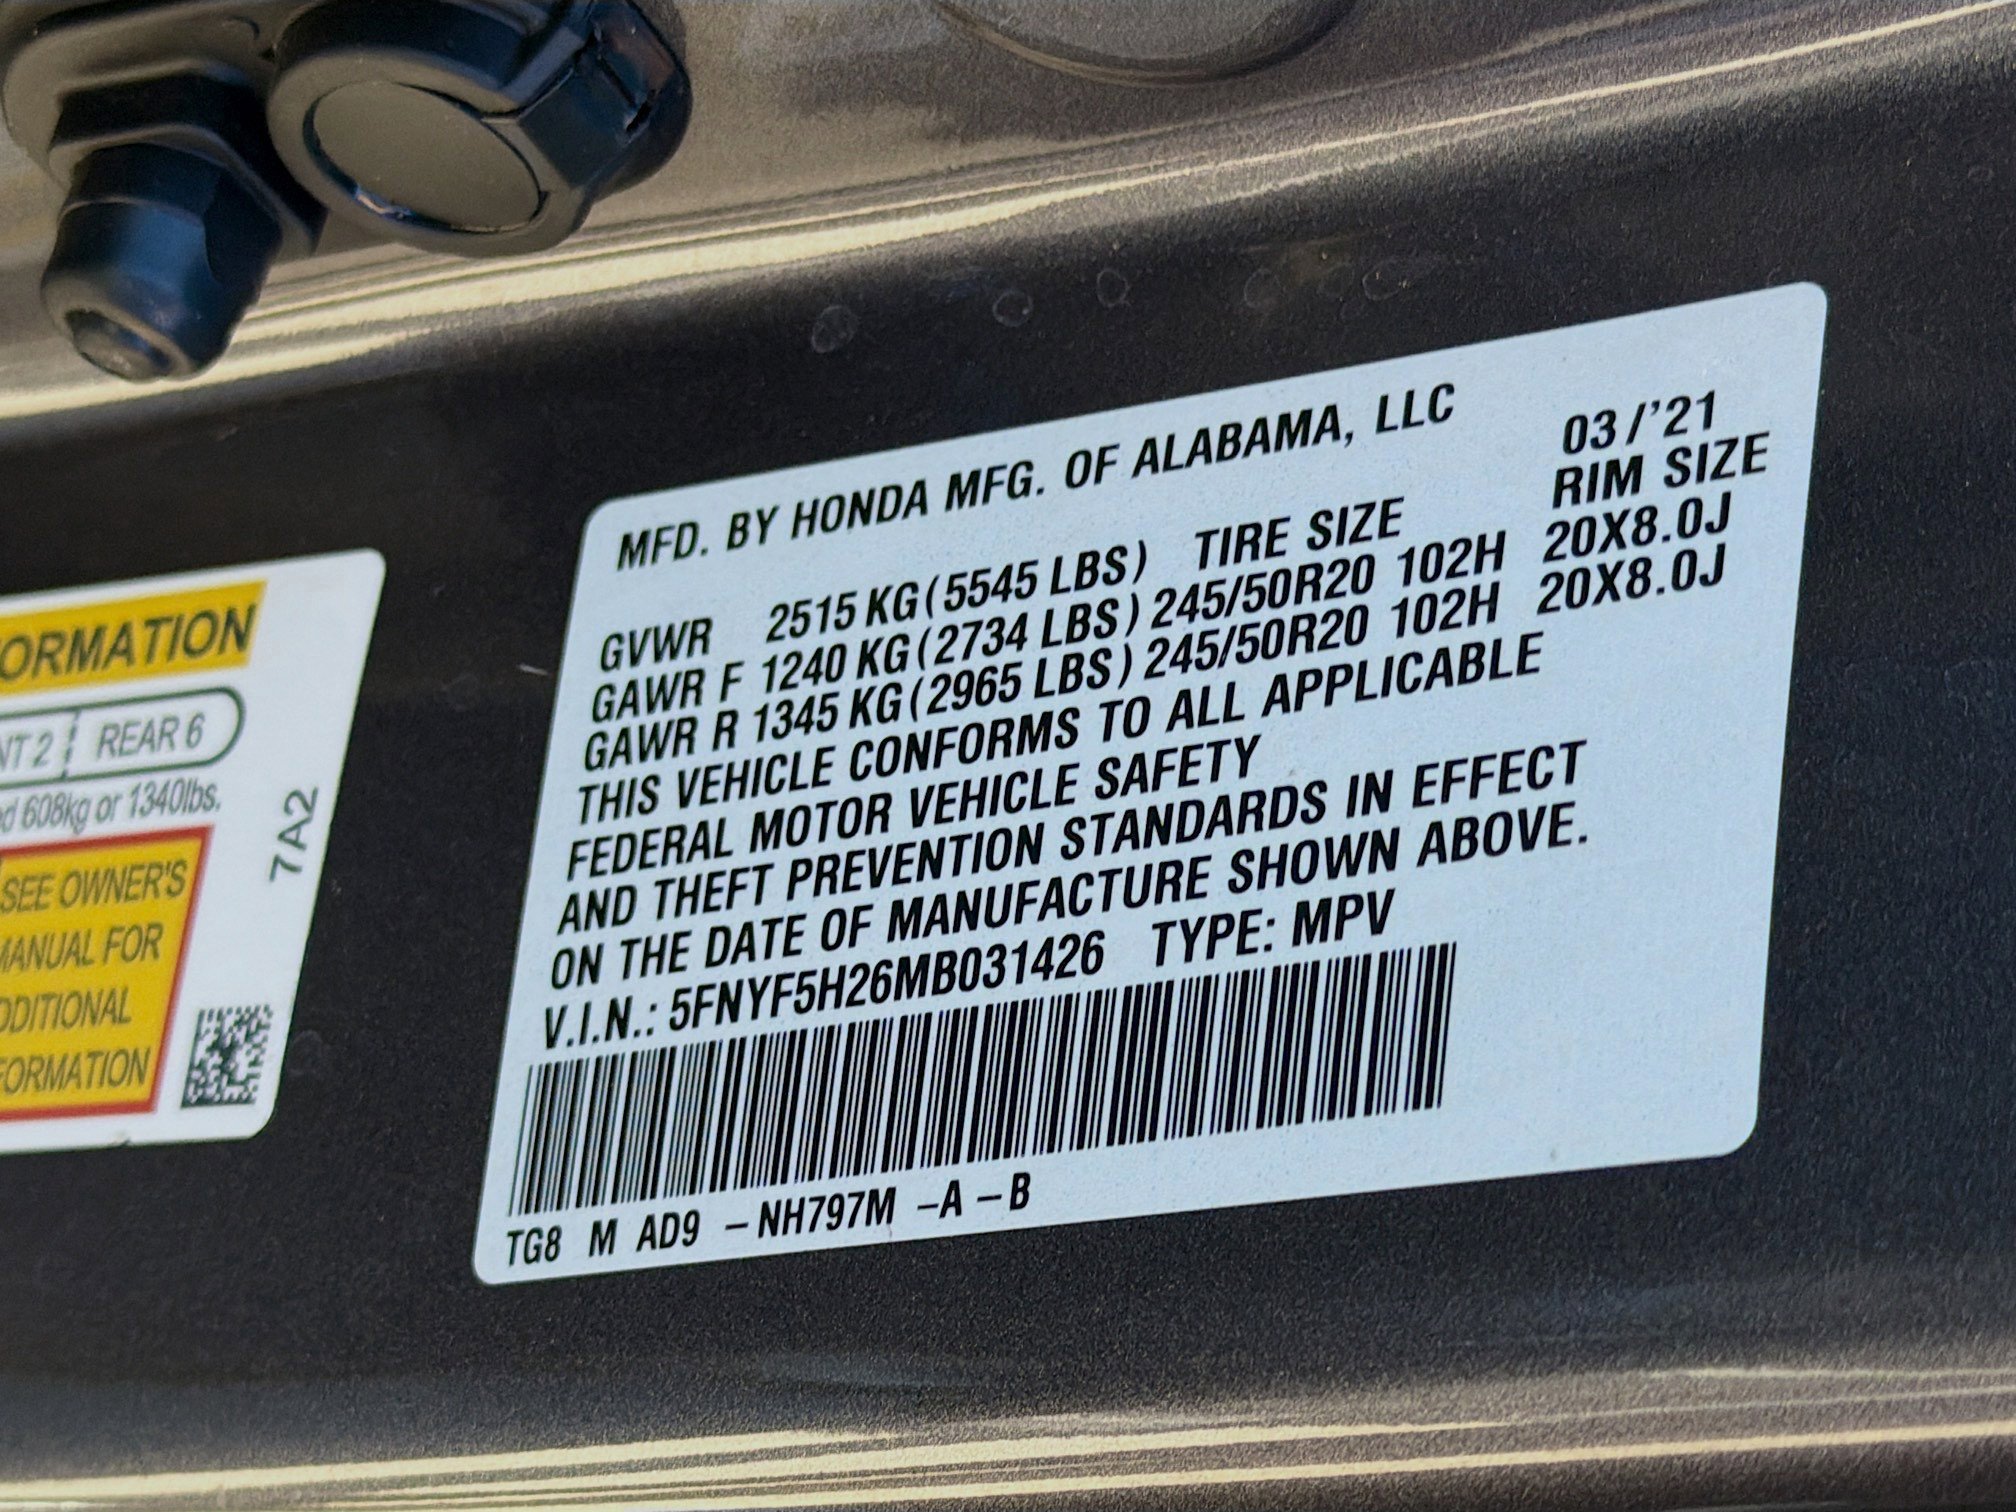 ORMATION
NT 2 REAR 6
d 608kg or 1340lbs.
SEE OWNER'S
MANUAL FOR
DDITIONAL
FORMATION
7A2
MFD. BY HONDA MFG. OF ALABAMA, LLC 03/'21
GVWR 2515 KG (5545 LBS) TIRE SIZE RIM SIZE
GAWR F 1240 KG (2734 LBS) 245/50R20 102H 20X8.0J
GAWR R 1345 KG (2965 LBS) 245/50R20 102H 20X8.0J
THIS VEHICLE CONFORMS TO ALL APPLICABLE
FEDERAL MOTOR VEHICLE SAFETY
AND THEFT PREVENTION STANDARDS IN EFFECT
ON THE DATE OF MANUFACTURE SHOWN ABOVE.
V.I.N.: 5FNYF5H26MB031426 TYPE: MPV
TG8 M AD9 –NH797M –A –B